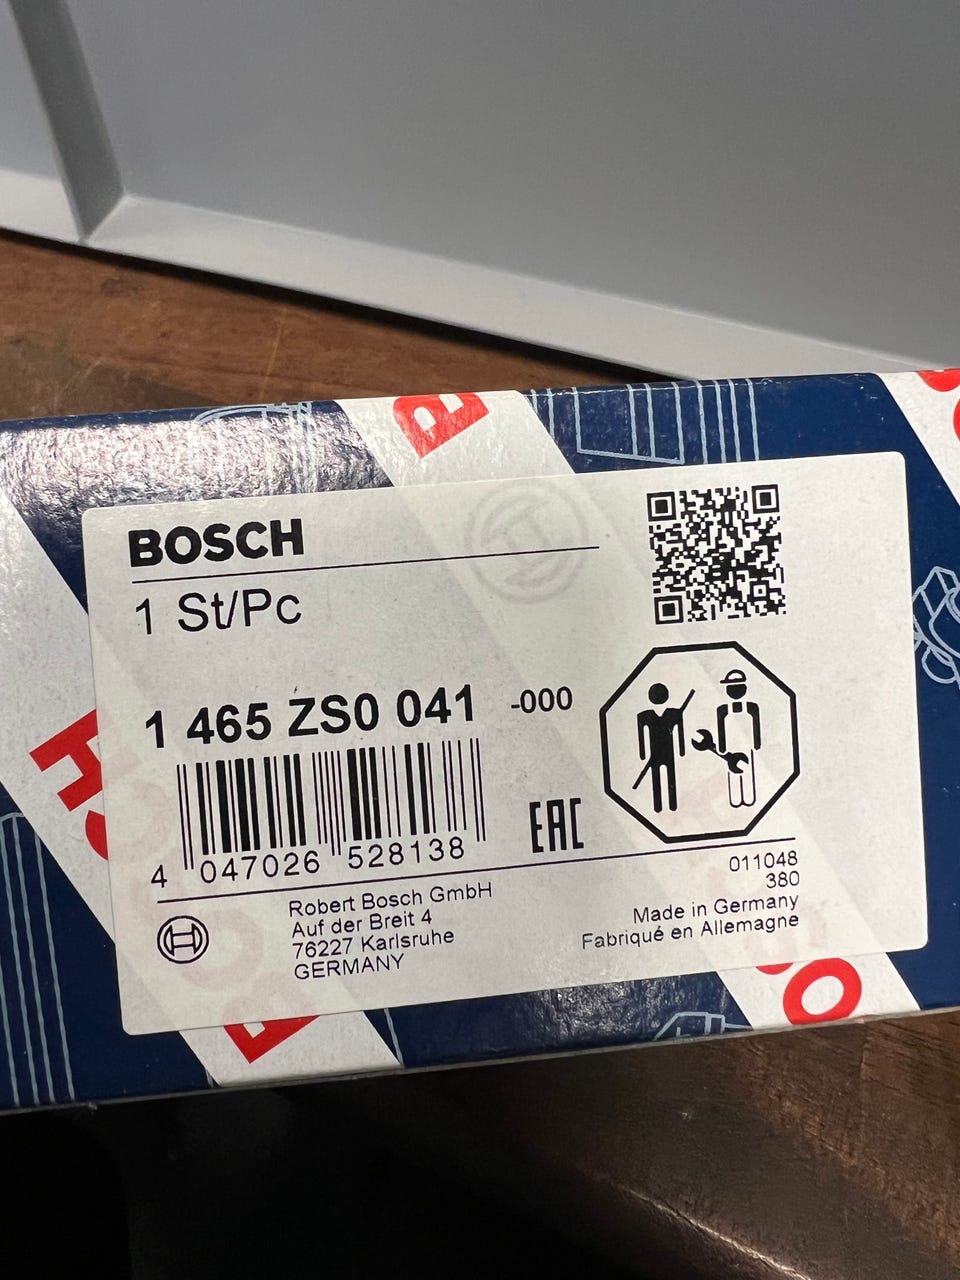 BOSCH
1 St/Pc
1 465 ZS0 041 -000
4 047026 528138
EAC
011048
380
Robert Bosch GmbH
Auf der Breit 4
76227 Karlsruhe
GERMANY
Made in Germany
Fabriqué en Allemagne